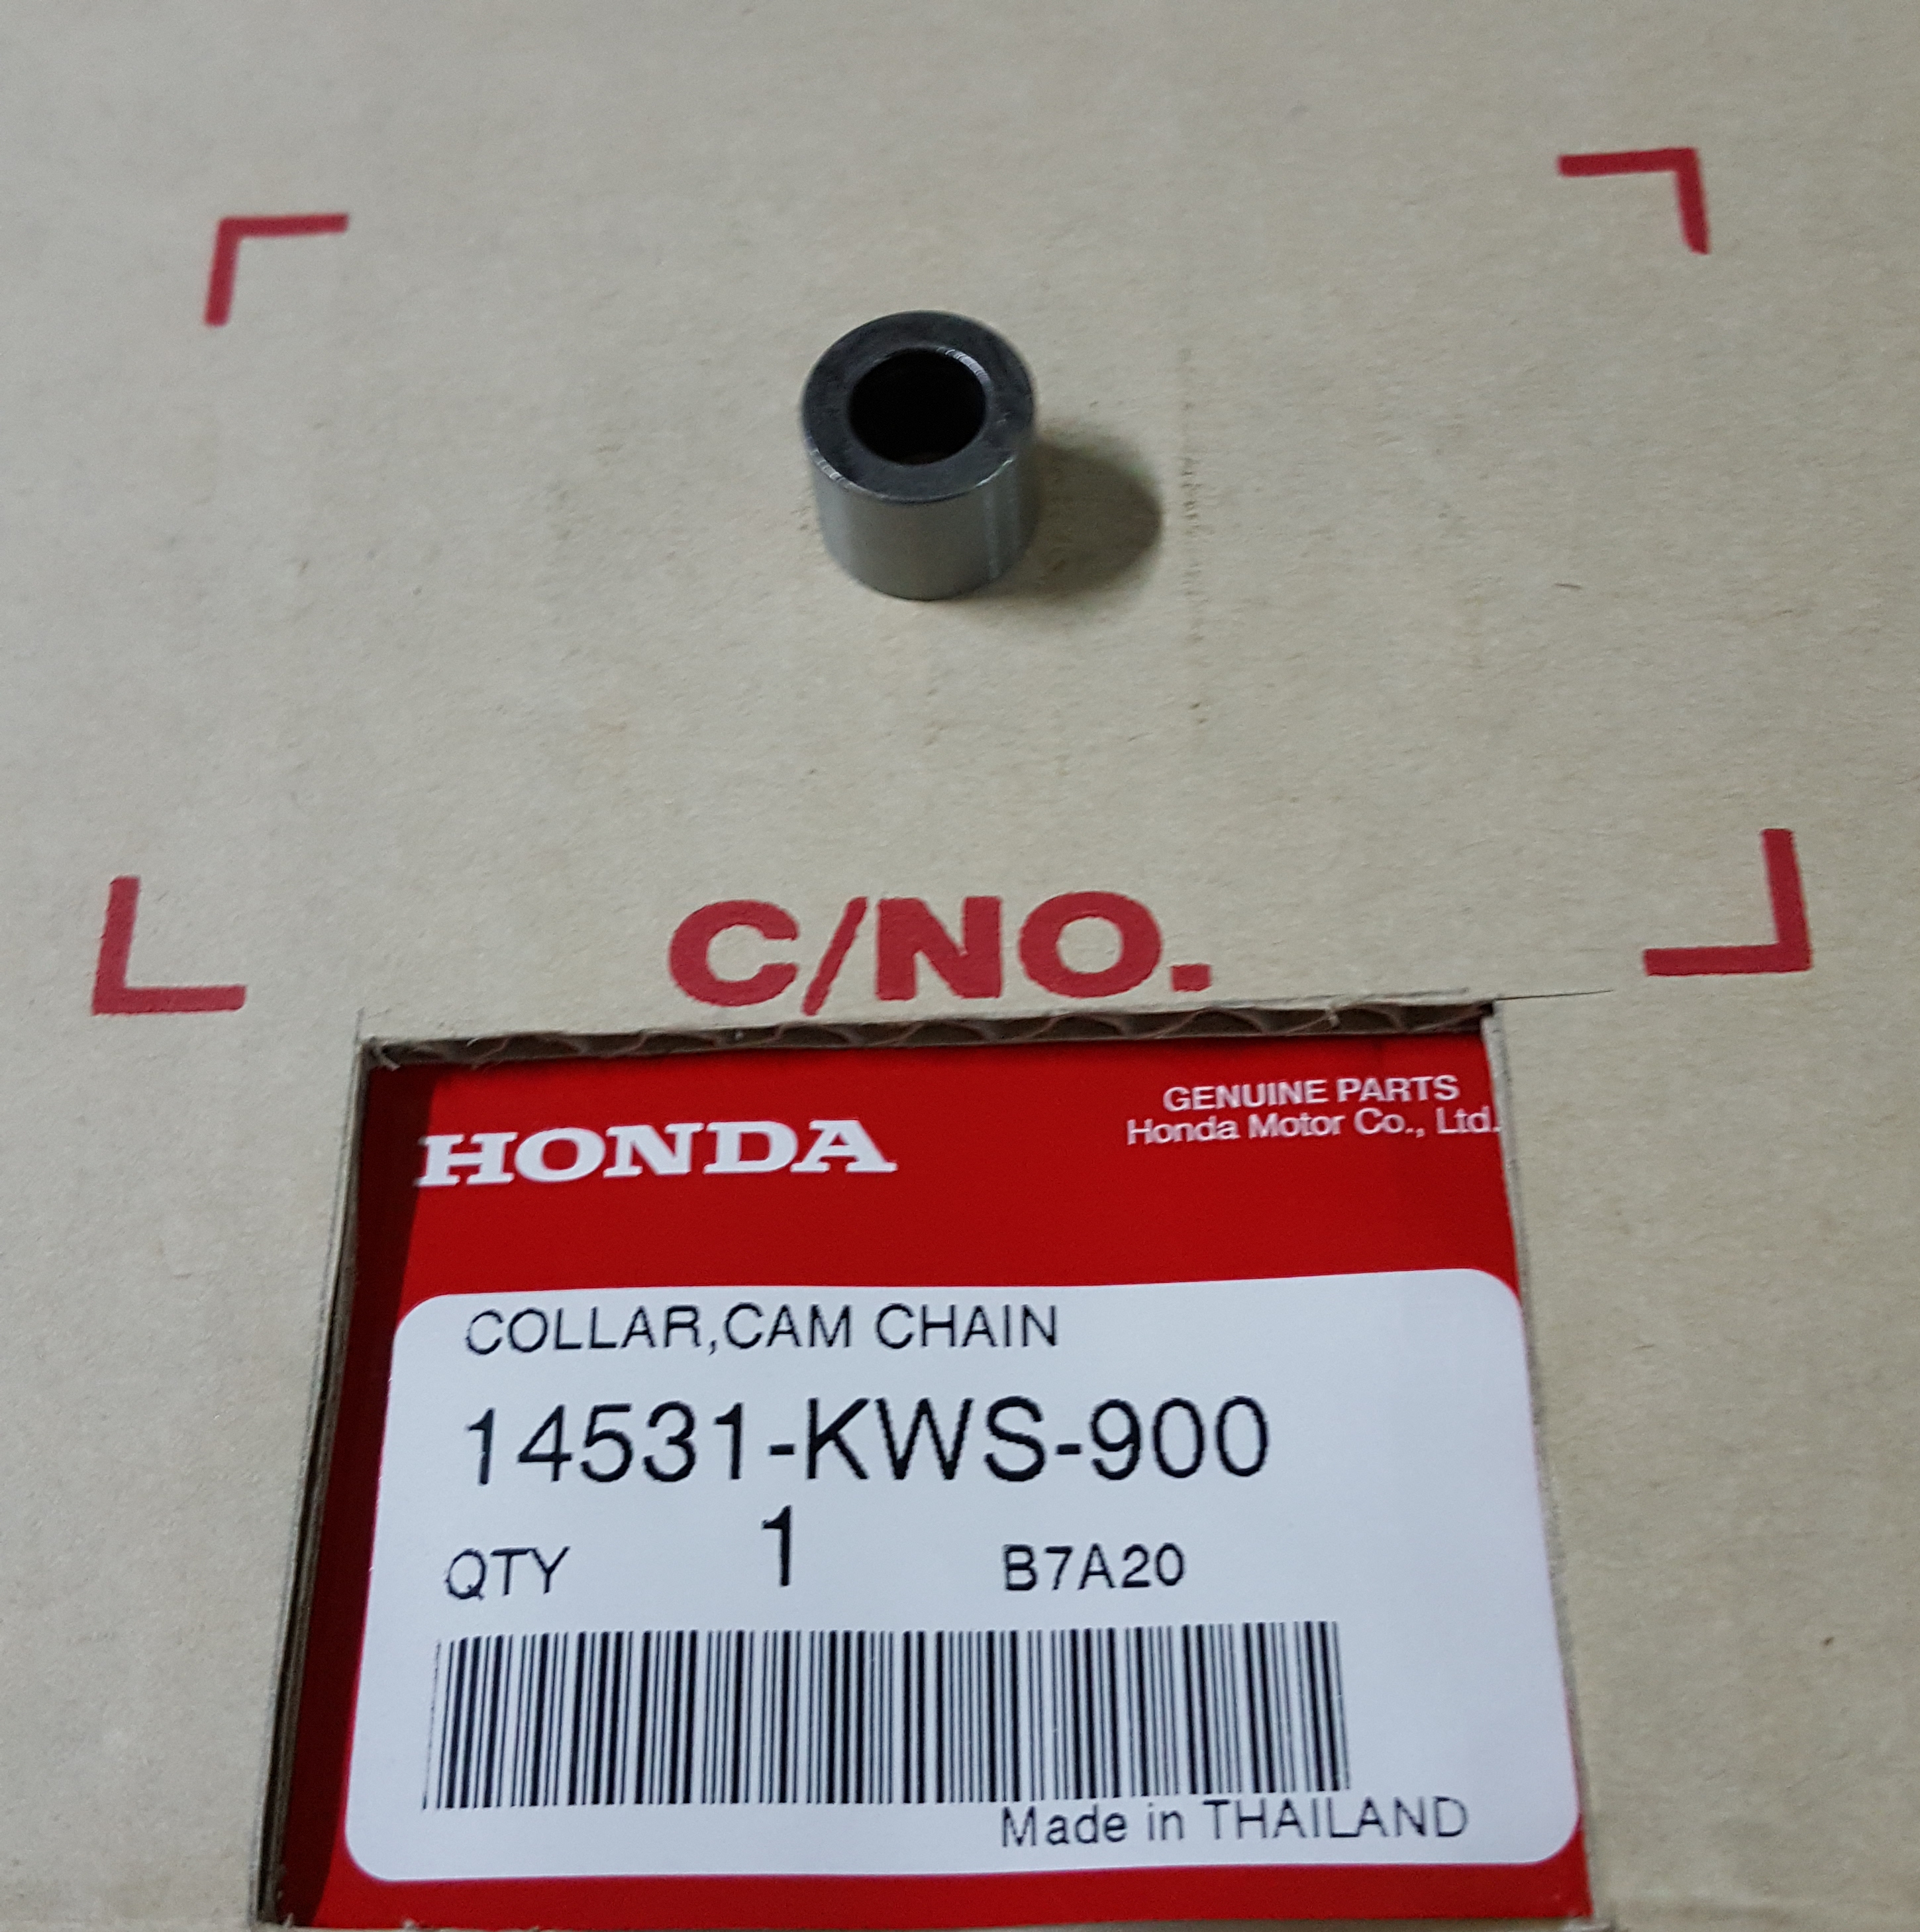 C/NO.
HONDA
GENUINE PARTS
Honda Motor Co., Ltd.
COLLAR,CAM CHAIN
14531-KWS-900
QTY 1 B7A20
Made in THAILAND